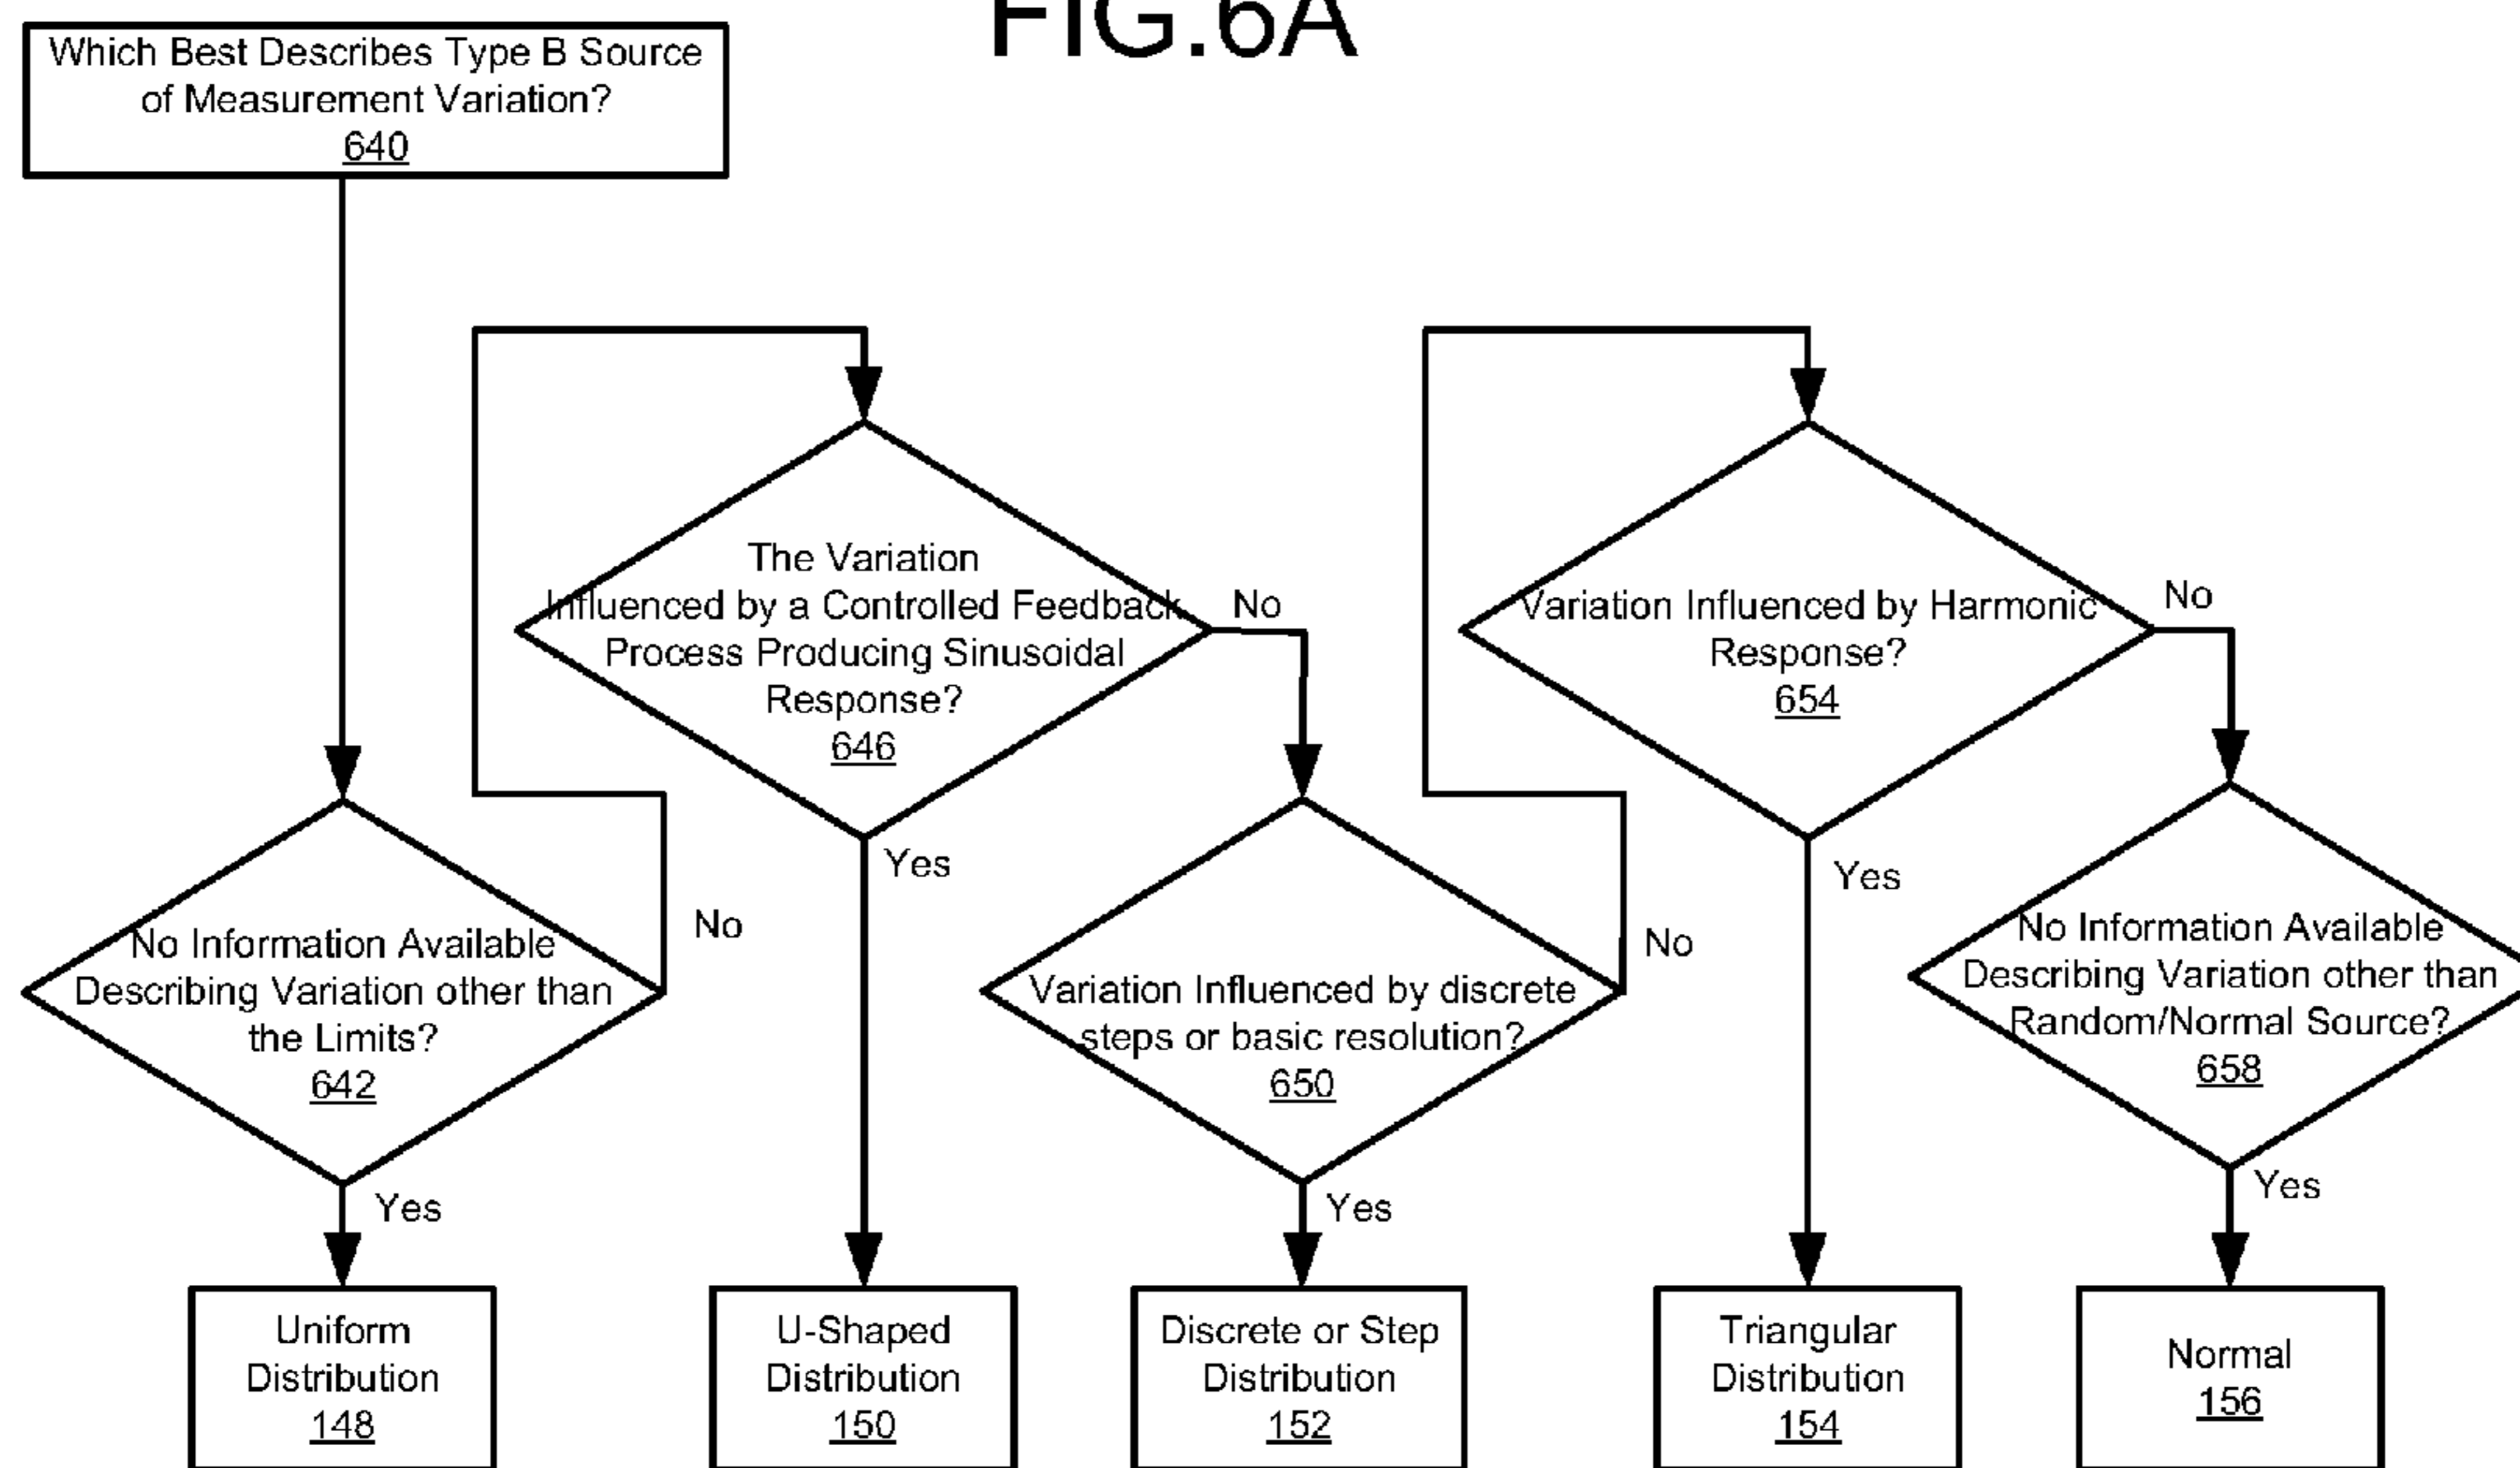 FIG.6A
Which Best Describes Type B Source
of Measurement Variation?
640
The Variation
Influenced by a Controlled Feedback
Process Producing Sinusoidal
Response?
646
No
Yes
Variation Influenced by Harmonic
Response?
654
No
Yes
No Information Available
Describing Variation other than
the Limits?
642
No
Yes
Variation Influenced by discrete
steps or basic resolution?
650
No
Yes
No Information Available
Describing Variation other than
Random/Normal Source?
658
Yes
Uniform
Distribution
148
U-Shaped
Distribution
150
Discrete or Step
Distribution
152
Triangular
Distribution
154
Normal
156